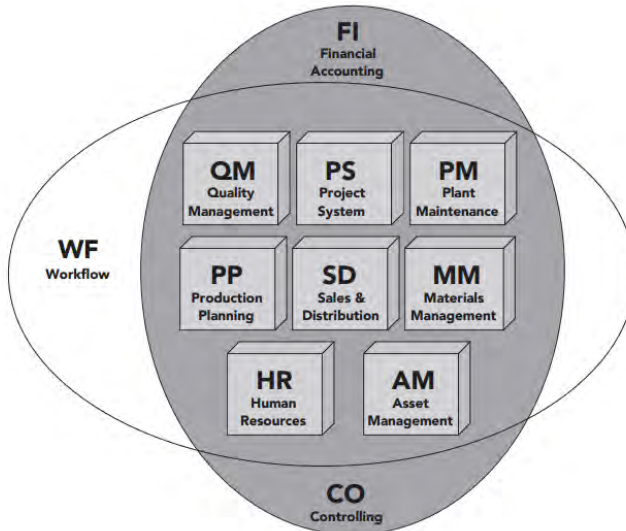 FI
Financial
Accounting
QM
Quality
Management
PS
Project
System
PM
Plant
Maintenance
WF
Workflow
PP
Production
Planning
SD
Sales &
Distribution
MM
Materials
Management
HR
Human
Resources
AM
Asset
Management
CO
Controlling